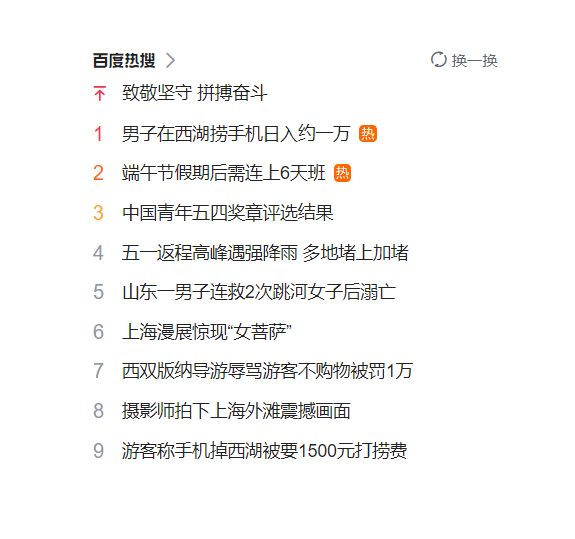 百度热搜
换一换
致敬坚守 拼搏奋斗
1 男子在西湖捞手机日入约一万 热
2 端午节假期后需连上6天班 热
3 中国青年五四奖章评选结果
4 五一返程高峰遇强降雨 多地堵上加堵
5 山东一男子连救2次跳河女子后溺亡
6 上海漫展惊现“女菩萨”
7 西双版纳导游辱骂游客不购物被罚1万
8 摄影师拍下上海外滩震撼画面
9 游客称手机掉西湖被要1500元打捞费